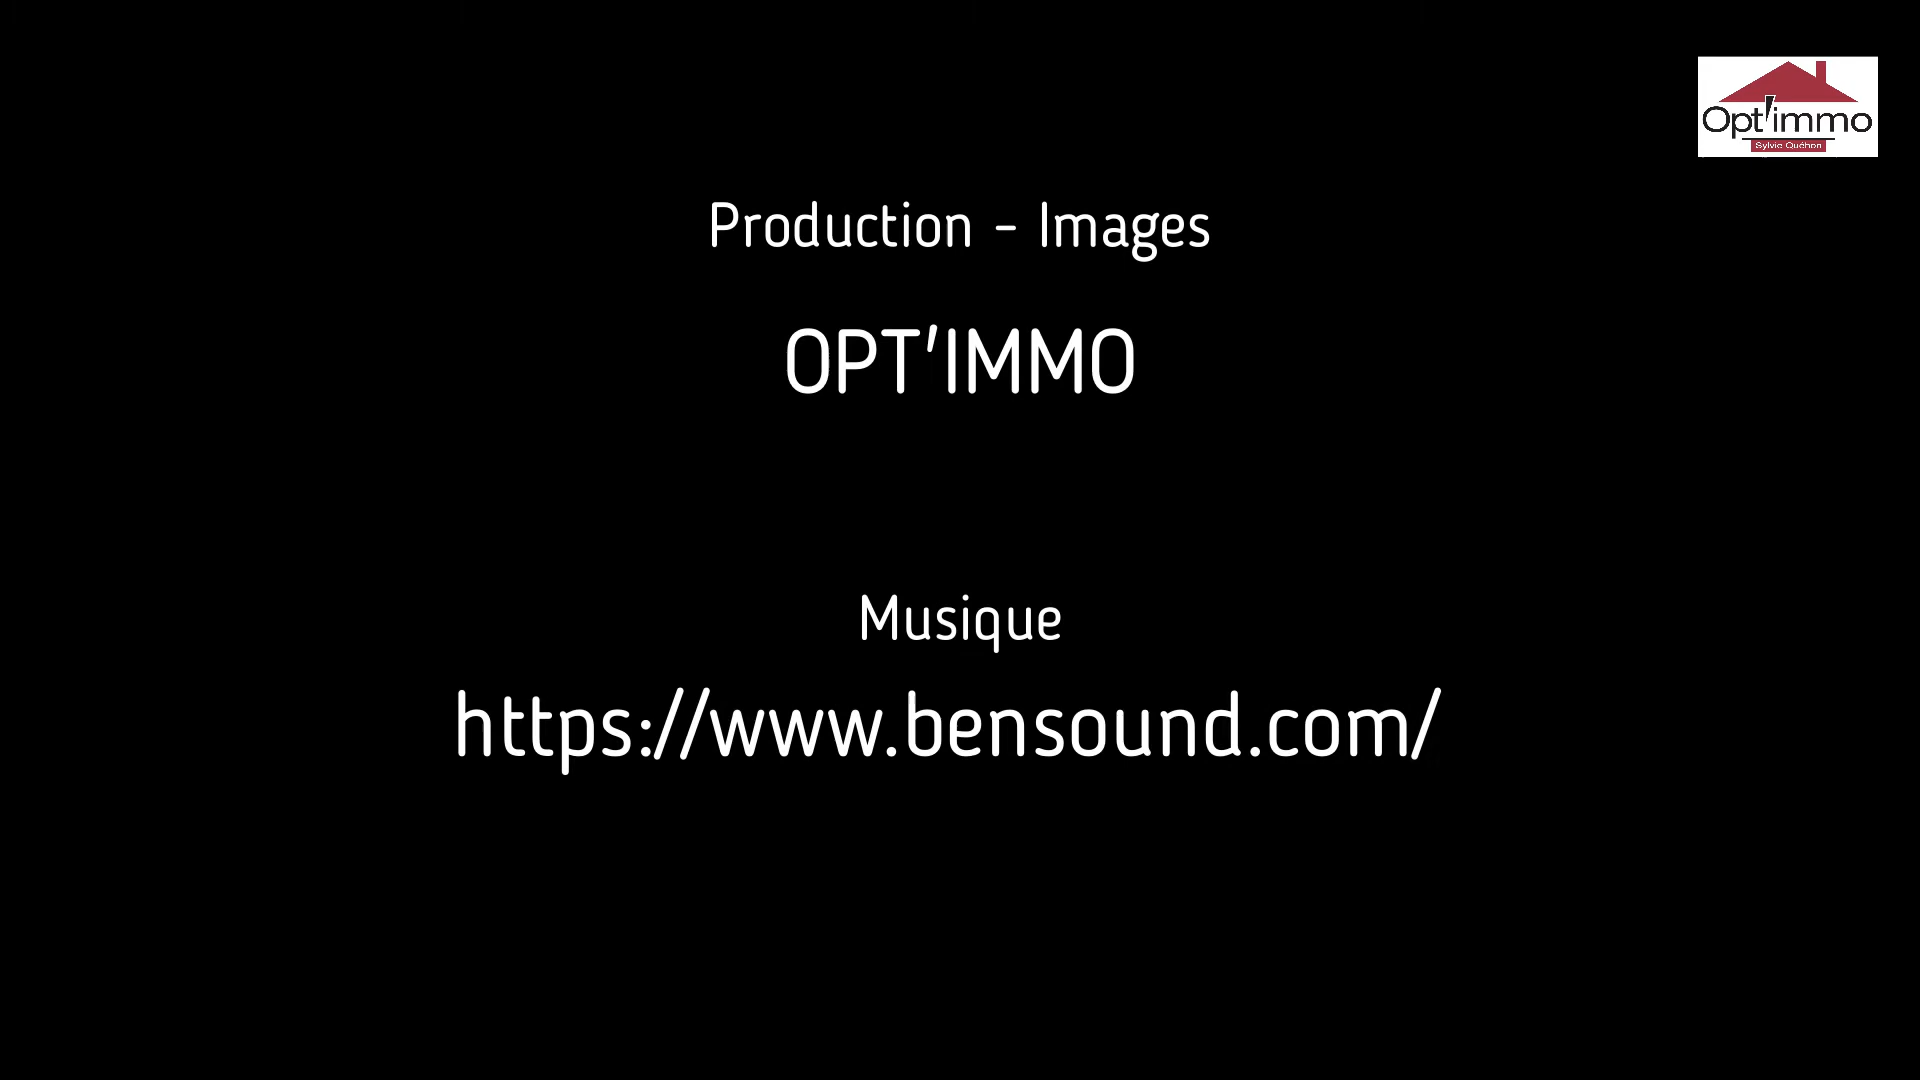 Opt'immo
Sylvie Quéhon
Production - Images
OPT'IMMO
Musique
https://www.bensound.com/